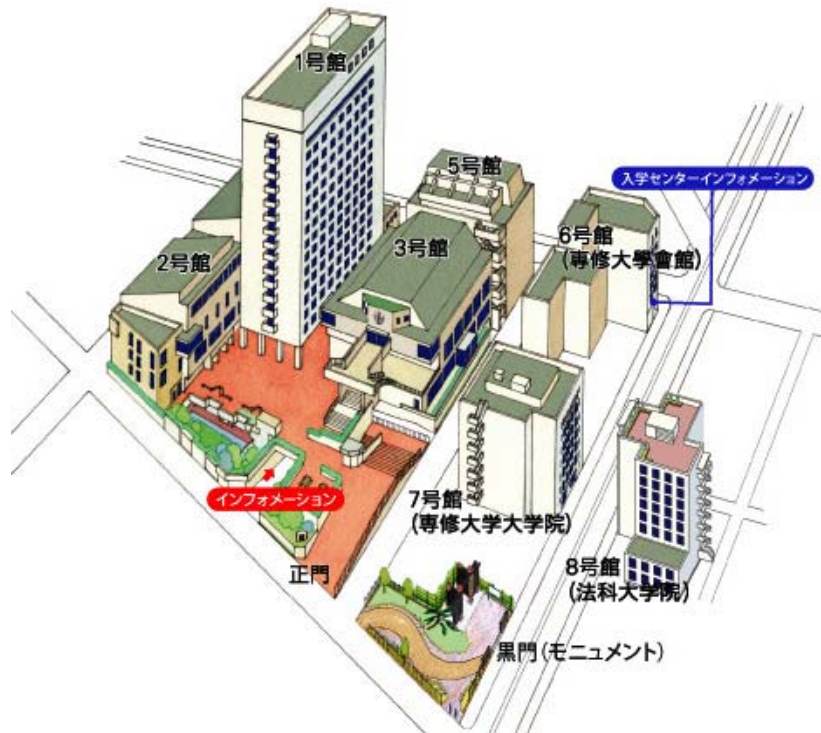 1号館
5号館
入学センターインフォメーション
2号館
3号館
6号館
(専修大學會館)
インフォメーション
7号館
(専修大学大学院)
正門
8号館
(法科大学院)
黒門(モニュメント)